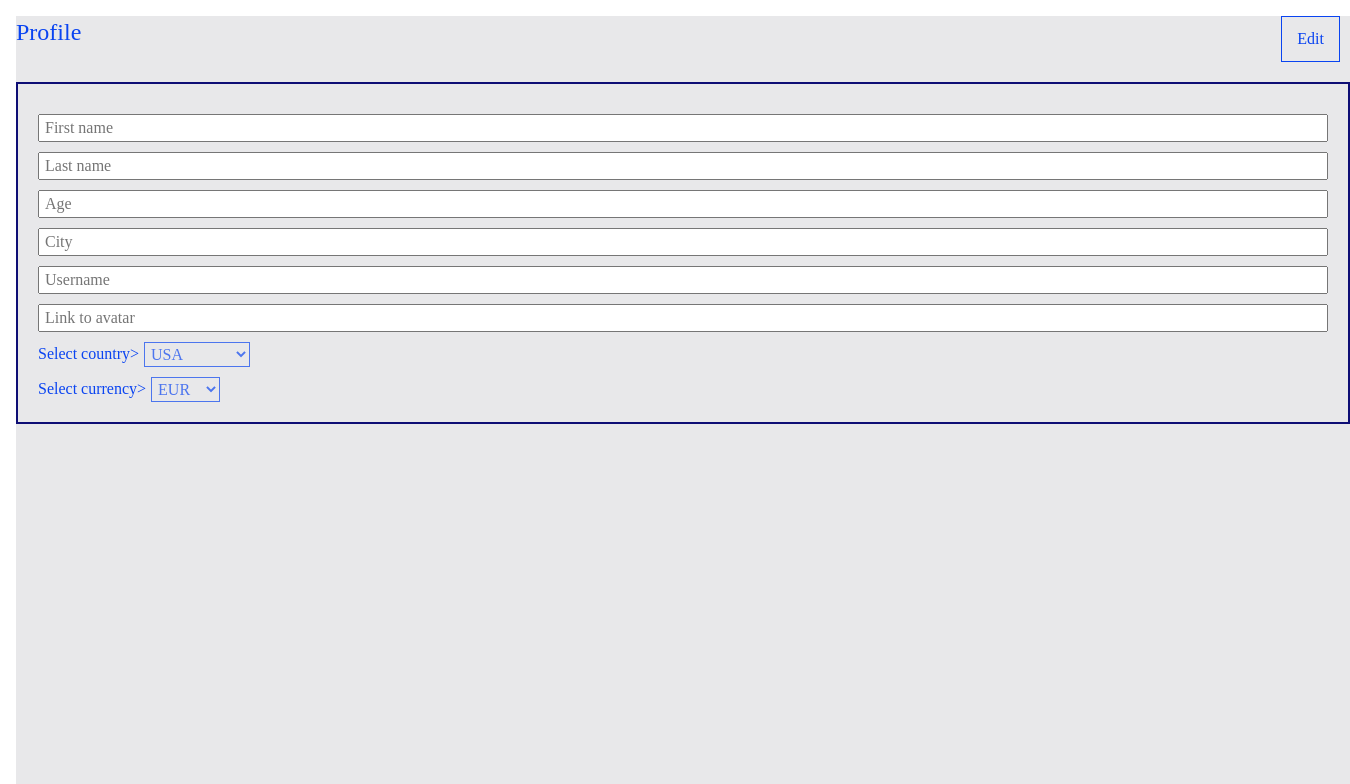 Profile
Edit
First name
Last name
Age
City
Username
Link to avatar
Select country> USA
Select currency> EUR